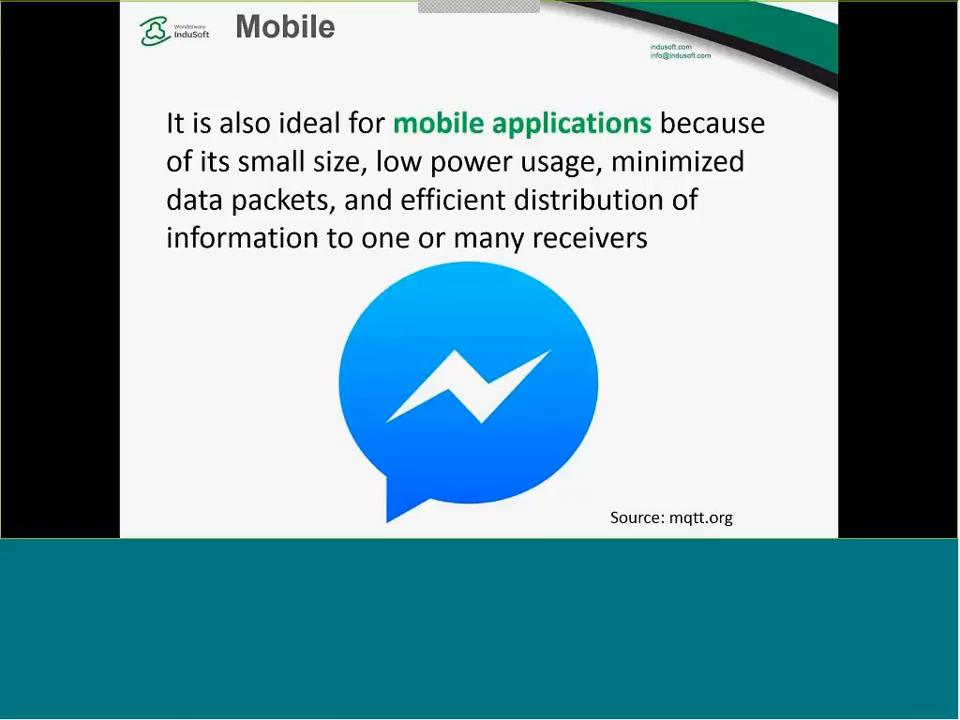 Wonderware
InduSoft
Mobile
indusoft.com
info@indusoft.com
It is also ideal for mobile applications because
of its small size, low power usage, minimized
data packets, and efficient distribution of
information to one or many receivers
Source: mqtt.org